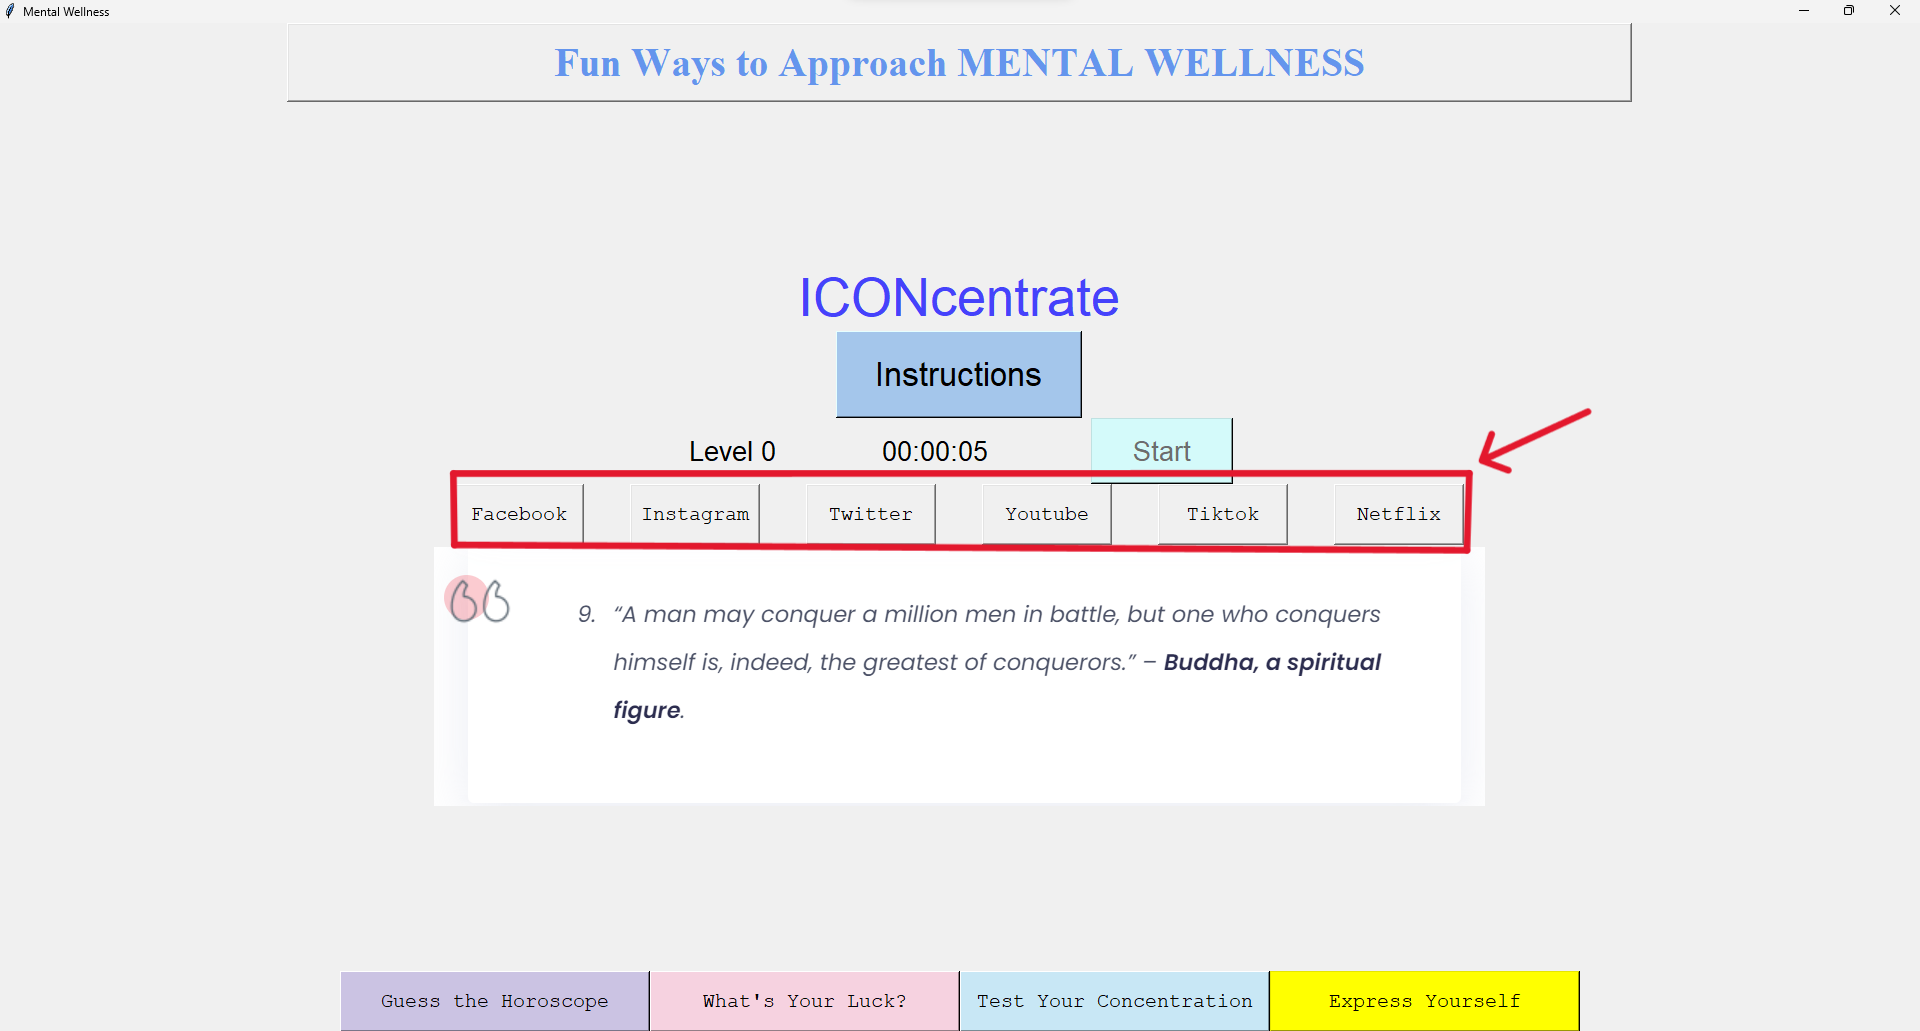 Mental Wellness
Fun Ways to Approach MENTAL WELLNESS
ICONcentrate
Instructions
Level 0 00:00:05 Start
Facebook Instagram Twitter Youtube Tiktok Netflix
9. “A man may conquer a million men in battle, but one who conquers
himself is, indeed, the greatest of conquerors.” – Buddha, a spiritual
figure.
Guess the Horoscope What's Your Luck? Test Your Concentration Express Yourself